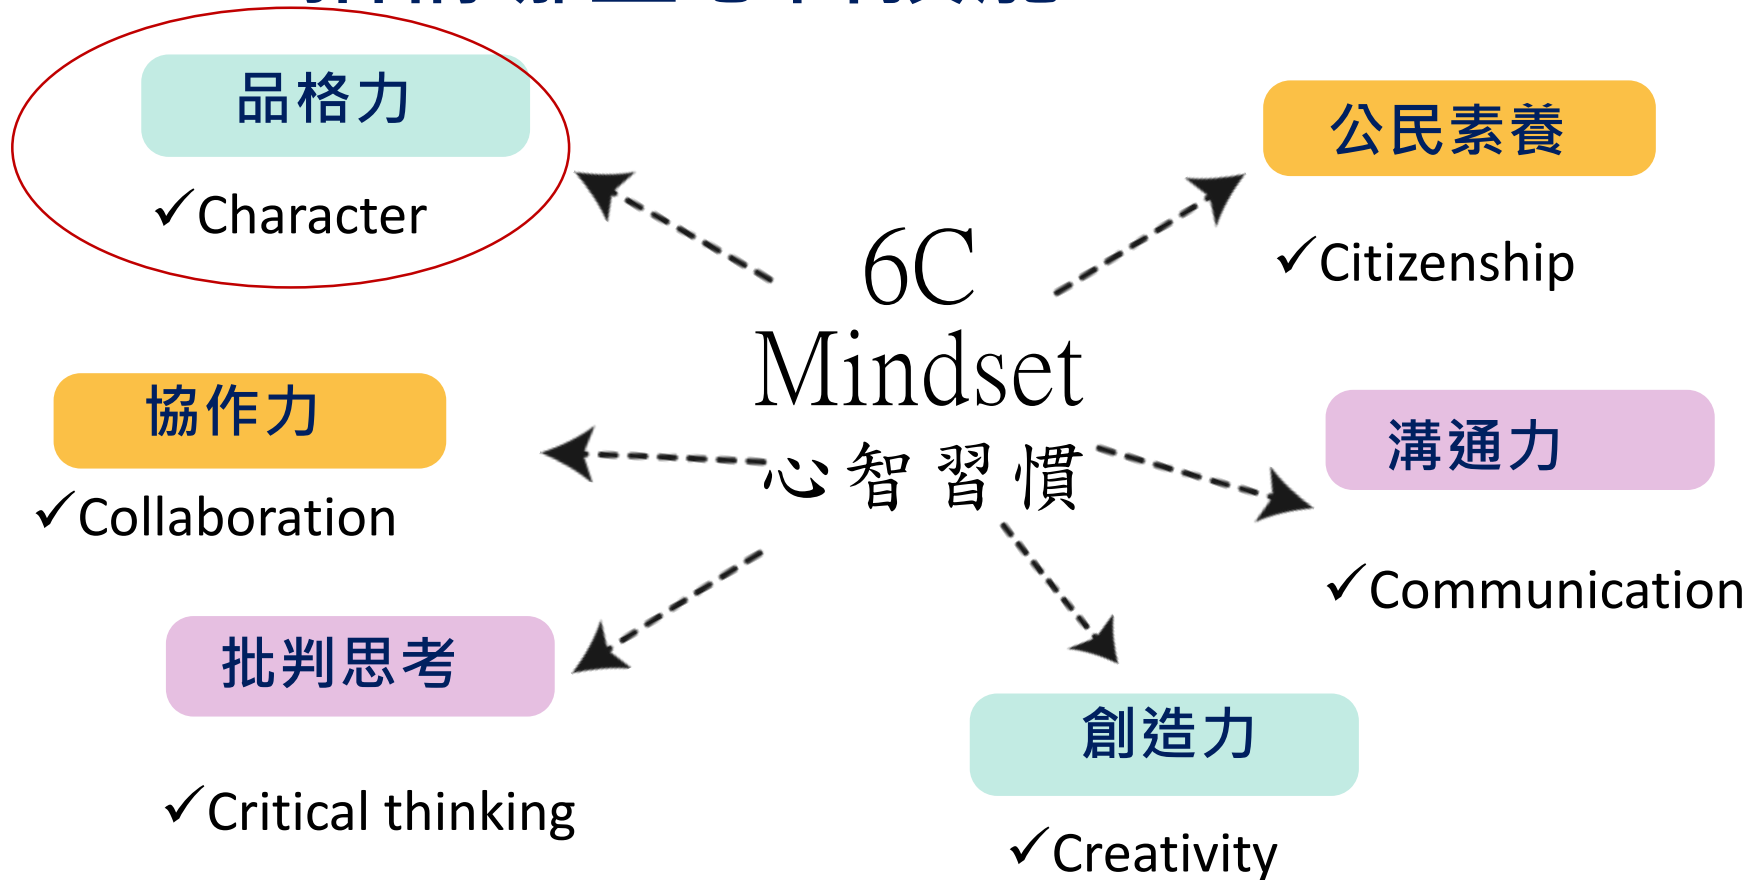 品格力
✓Character
公民素養
✓Citizenship
6C
Mindset
心智習慣
協作力
✓Collaboration
溝通力
✓Communication
批判思考
✓Critical thinking
創造力
✓Creativity